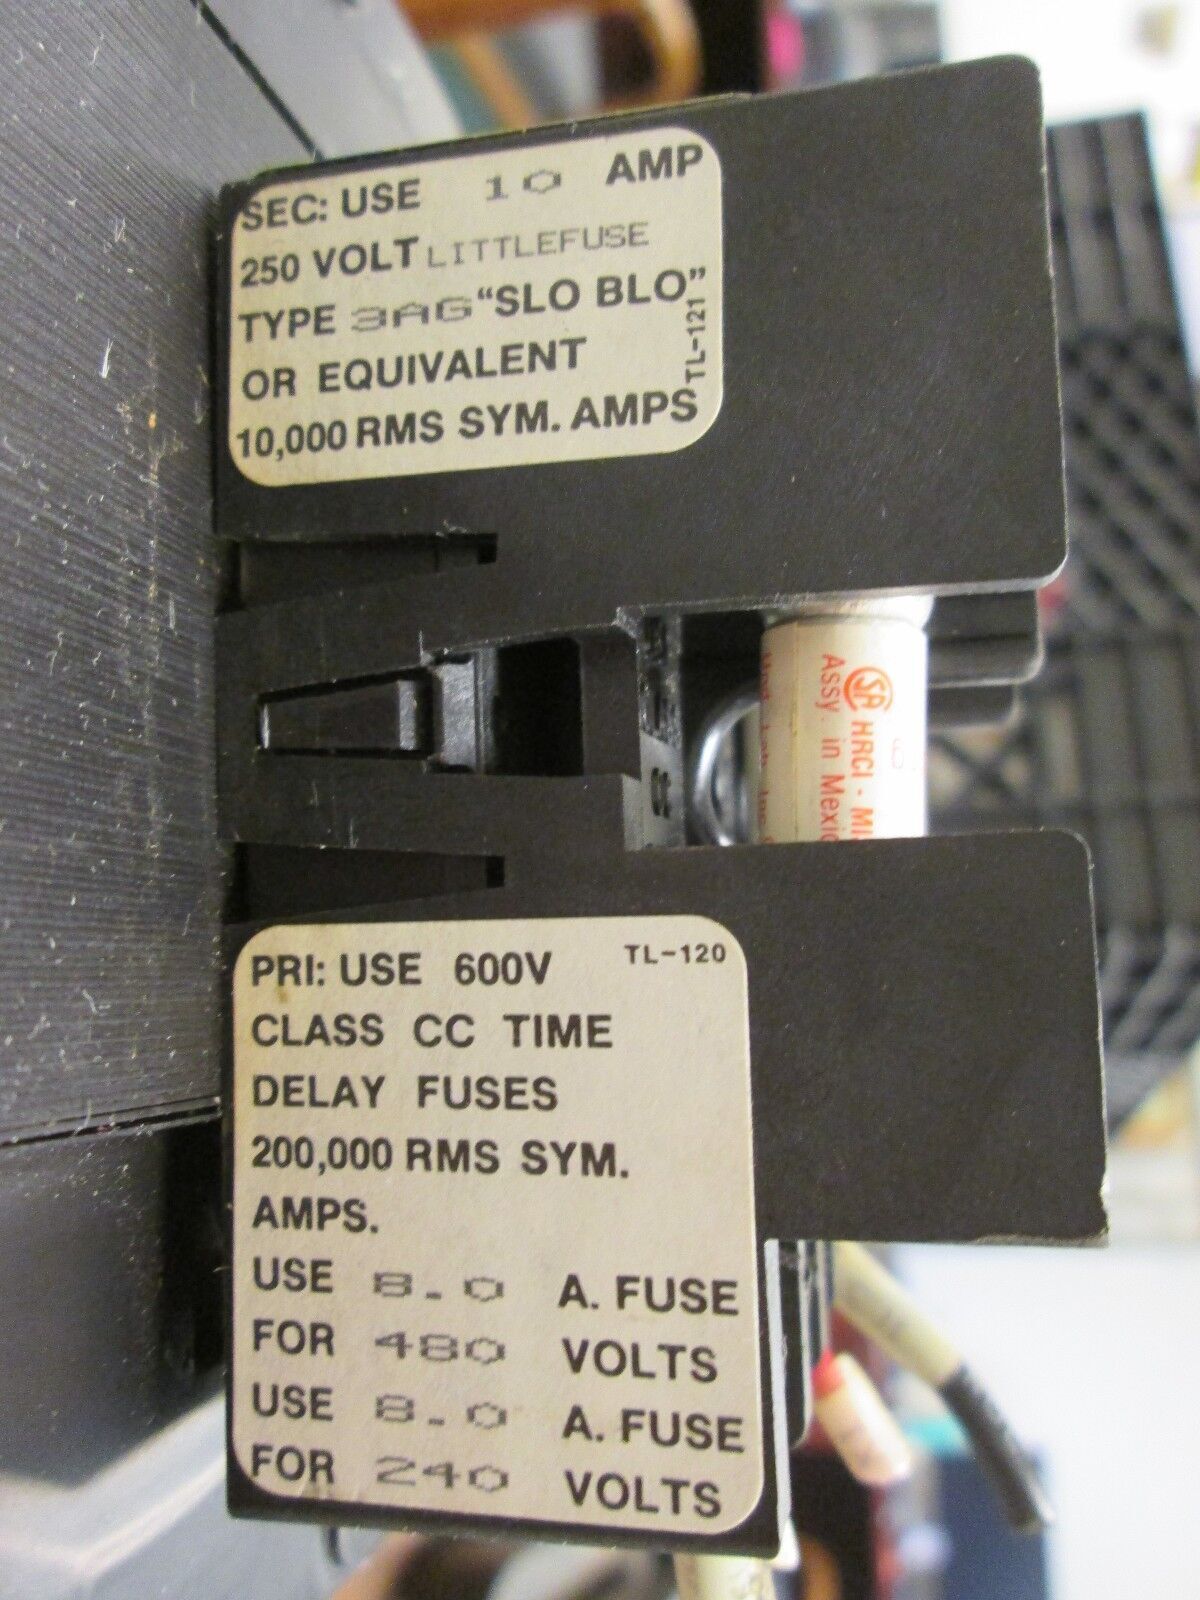 SEC: USE 10 AMP
250 VOLT LITTLEFUSE
TYPE 3AG "SLO BLO"
OR EQUIVALENT
10,000 RMS SYM. AMPS
TL-121
HRCI - MI
Assy. in Mexic
PRI: USE 600V TL-120
CLASS CC TIME
DELAY FUSES
200,000 RMS SYM.
AMPS.
USE 8.0 A. FUSE
FOR 480 VOLTS
USE 8.0 A. FUSE
FOR 240 VOLTS